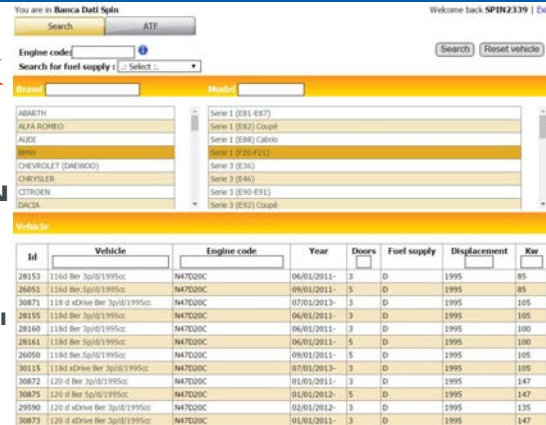 You are in Banca Dati Spin
Welcome back SPIN2339 | Ex
Search ATF
Engine code:
Search Reset vehicle
Search for fuel supply : .: Select :.
Brand Model
ABARTH Serie 1 (E81-E87)
ALFA ROMEO Serie 1 (E82) Coupè
AUDI Serie 1 (E88) Cabrio
BMW Serie 1 (F20-F21)
CHEVROLET (DAEWOO) Serie 3 (E36)
CHRYSLER Serie 3 (E46)
CITROEN Serie 3 (E90-E91)
DACIA Serie 3 (E92) Coupè
Vehicle
Id Vehicle Engine code Year Doors Fuel supply Displacement Kw
28153 116d Ber 3p/d/1995cc N47D20C 06/01/2011- 3 D 1995 85
26051 116d Ber 5p/d/1995cc N47D20C 09/01/2011- 5 D 1995 85
30871 118 d xDrive Ber 3p/d/1995cc N47D20C 07/01/2013- 3 D 1995 105
28155 118d Ber 3p/d/1995cc N47D20C 06/01/2011- 3 D 1995 105
28160 118d Ber 3p/d/1995cc N47D20C 06/01/2011- 3 D 1995 100
28161 118d Ber 5p/d/1995cc N47D20C 06/01/2011- 5 D 1995 100
26050 118d Ber 5p/d/1995cc N47D20C 09/01/2011- 5 D 1995 105
30115 118d xDrive Ber 3p/d/1995cc N47D20C 07/01/2013- 3 D 1995 105
30872 120 d Ber 3p/d/1995cc N47D20C 01/01/2011- 3 D 1995 147
30875 120 d Ber 5p/d/1995cc N47D20C 01/01/2012- 5 D 1995 147
29590 120 d xDrive Ber 3p/d/1995cc N47D20C 02/01/2012- 3 D 1995 135
30873 120 d xDrive Ber 3p/d/1995cc N47D20C 01/01/2011- 3 D 1995 147